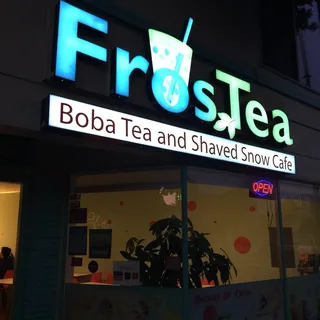 FrosTea
Boba Tea and Shaved Snow Cafe
OPEN